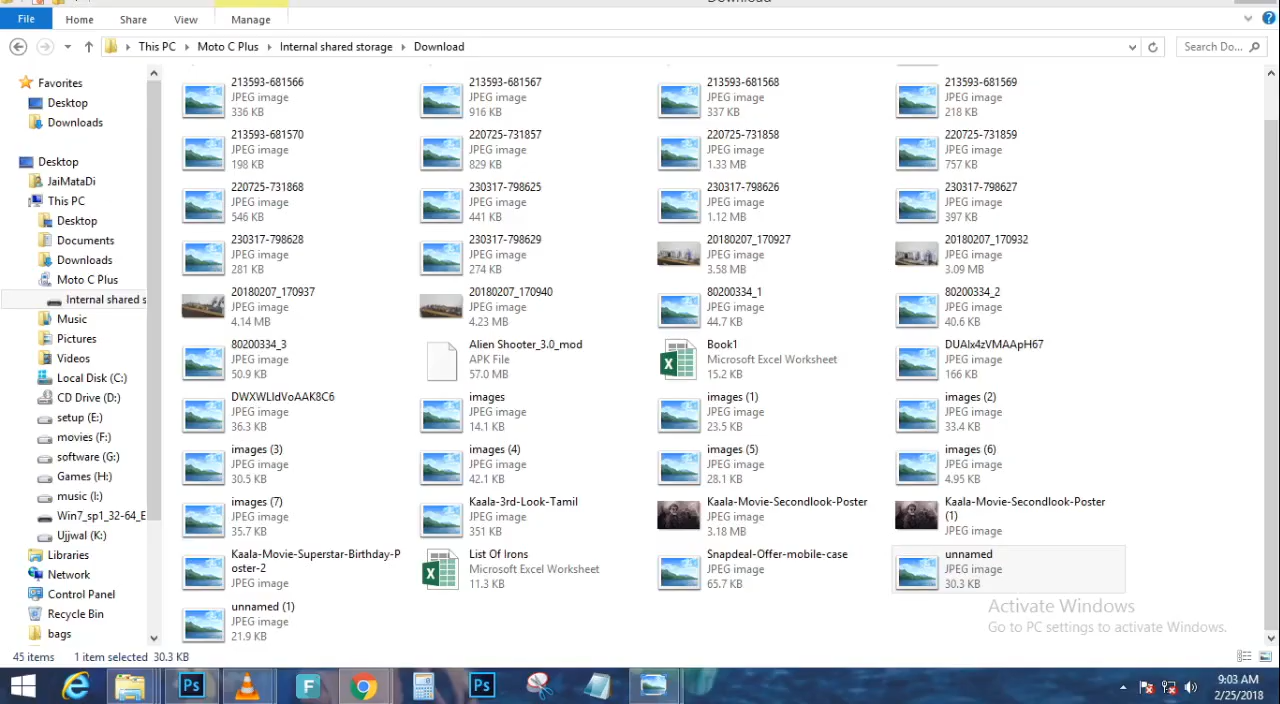 Download
File Home Share View Manage
This PC Moto C Plus Internal shared storage Download Search Do...
Favorites
Desktop
Downloads
Desktop
JaiMataDi
This PC
Desktop
Documents
Downloads
Moto C Plus
Internal shared s
Music
Pictures
Videos
Local Disk (C:)
CD Drive (D:)
setup (E:)
movies (F:)
software (G:)
Games (H:)
music (I:)
Win7_sp1_32-64_E
Ujjwal (K:)
Libraries
Network
Control Panel
Recycle Bin
bags
213593-681566
JPEG image
336 KB
213593-681567
JPEG image
916 KB
213593-681568
JPEG image
337 KB
213593-681569
JPEG image
218 KB
213593-681570
JPEG image
198 KB
220725-731857
JPEG image
829 KB
220725-731858
JPEG image
1.33 MB
220725-731859
JPEG image
757 KB
220725-731868
JPEG image
546 KB
230317-798625
JPEG image
441 KB
230317-798626
JPEG image
1.12 MB
230317-798627
JPEG image
397 KB
230317-798628
JPEG image
281 KB
230317-798629
JPEG image
274 KB
20180207_170927
JPEG image
3.58 MB
20180207_170932
JPEG image
3.09 MB
20180207_170937
JPEG image
4.14 MB
20180207_170940
JPEG image
4.23 MB
80200334_1
JPEG image
44.7 KB
80200334_2
JPEG image
40.6 KB
80200334_3
JPEG image
50.9 KB
Alien Shooter_3.0_mod
APK File
57.0 MB
Book1
Microsoft Excel Worksheet
15.2 KB
DUAlx4zVMAApH67
JPEG image
166 KB
DWXWLIdVoAAK8C6
JPEG image
36.3 KB
images
JPEG image
14.1 KB
images (1)
JPEG image
23.5 KB
images (2)
JPEG image
33.4 KB
images (3)
JPEG image
30.5 KB
images (4)
JPEG image
42.1 KB
images (5)
JPEG image
28.1 KB
images (6)
JPEG image
4.95 KB
images (7)
JPEG image
35.7 KB
Kaala-3rd-Look-Tamil
JPEG image
351 KB
Kaala-Movie-Secondlook-Poster
JPEG image
3.18 MB
Kaala-Movie-Secondlook-Poster
(1)
JPEG image
Kaala-Movie-Superstar-Birthday-P
oster-2
JPEG image
List Of Irons
Microsoft Excel Worksheet
11.3 KB
Snapdeal-Offer-mobile-case
JPEG image
65.7 KB
unnamed
JPEG image
30.3 KB
unnamed (1)
JPEG image
21.9 KB
Activate Windows
Go to PC settings to activate Windows.
45 items 1 item selected 30.3 KB
Ps F Ps
9:03 AM
2/25/2018